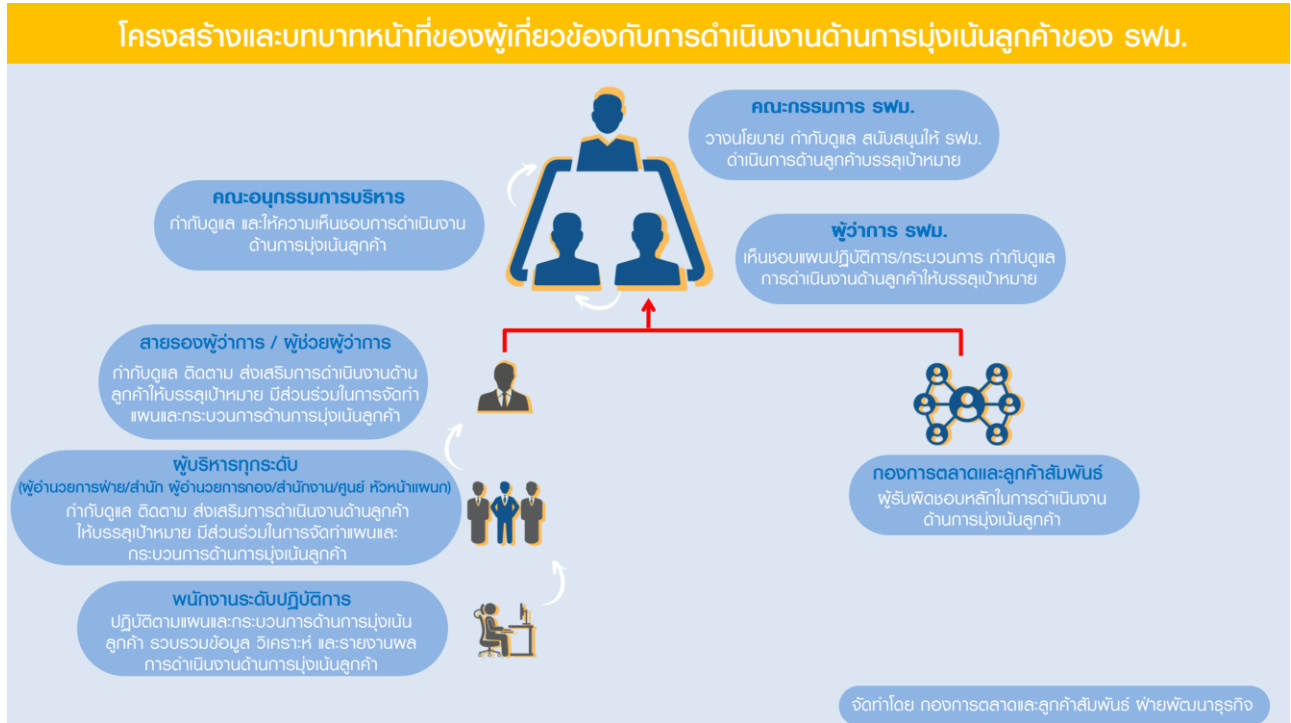 โครงสร้างและบทบาทหน้าที่ของผู้เกี่ยวข้องกับการดำเนินงานด้านการมุ่งเน้นลูกค้าของ รฟม.
คณะกรรมการ รฟม.
วางนโยบาย กำกับดูแล สนับสนุนให้ รฟม.
ดำเนินการด้านลูกค้าบรรลุเป้าหมาย
คณะอนุกรรมการบริหาร
กำกับดูแล และให้ความเห็นชอบการดำเนินงาน
ด้านการมุ่งเน้นลูกค้า
ผู้ว่าการ รฟม.
เห็นชอบแผนปฏิบัติการ/กระบวนการ กำกับดูแล
การดำเนินงานด้านลูกค้าให้บรรลุเป้าหมาย
สายรองผู้ว่าการ / ผู้ช่วยผู้ว่าการ
กำกับดูแล ติดตาม ส่งเสริมการดำเนินงานด้าน
ลูกค้าให้บรรลุเป้าหมาย มีส่วนร่วมในการจัดทำ
แผนและกระบวนการด้านการมุ่งเน้นลูกค้า
ผู้บริหารทุกระดับ
(ผู้อำนวยการฝ่าย/สำนัก ผู้อำนวยการกอง/สำนักงาน/ศูนย์ หัวหน้าแผนก)
กำกับดูแล ติดตาม ส่งเสริมการดำเนินงานด้านลูกค้า
ให้บรรลุเป้าหมาย มีส่วนร่วมในการจัดทำแผนและ
กระบวนการด้านการมุ่งเน้นลูกค้า
กองการตลาดและลูกค้าสัมพันธ์
ผู้รับผิดชอบหลักในการดำเนินงาน
ด้านการมุ่งเน้นลูกค้า
พนักงานระดับปฏิบัติการ
ปฏิบัติตามแผนและกระบวนการด้านการมุ่งเน้น
ลูกค้า รวบรวมข้อมูล วิเคราะห์ และรายงานผล
การดำเนินงานด้านการมุ่งเน้นลูกค้า
จัดทำโดย กองการตลาดและลูกค้าสัมพันธ์ ฝ่ายพัฒนาธุรกิจ